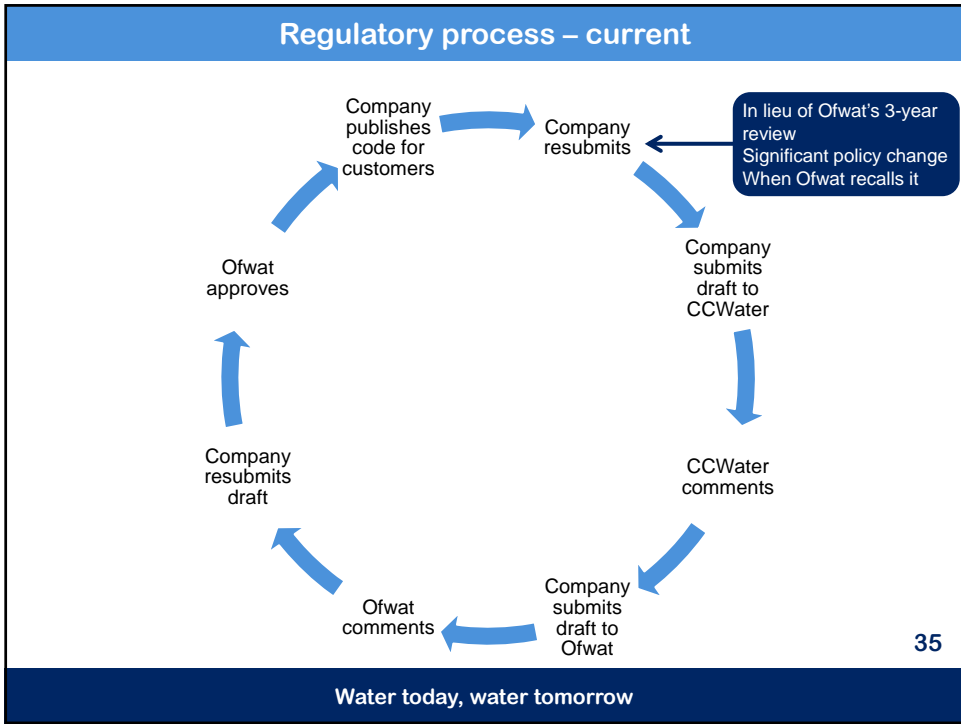 Regulatory process – current
Company
publishes
code for
customers
Company
resubmits
In lieu of Ofwat's 3-year
review
Significant policy change
When Ofwat recalls it
Company
submits
draft to
CCWater
CCWater
comments
Company
submits
draft to
Ofwat
Ofwat
comments
Company
resubmits
draft
Ofwat
approves
35
Water today, water tomorrow